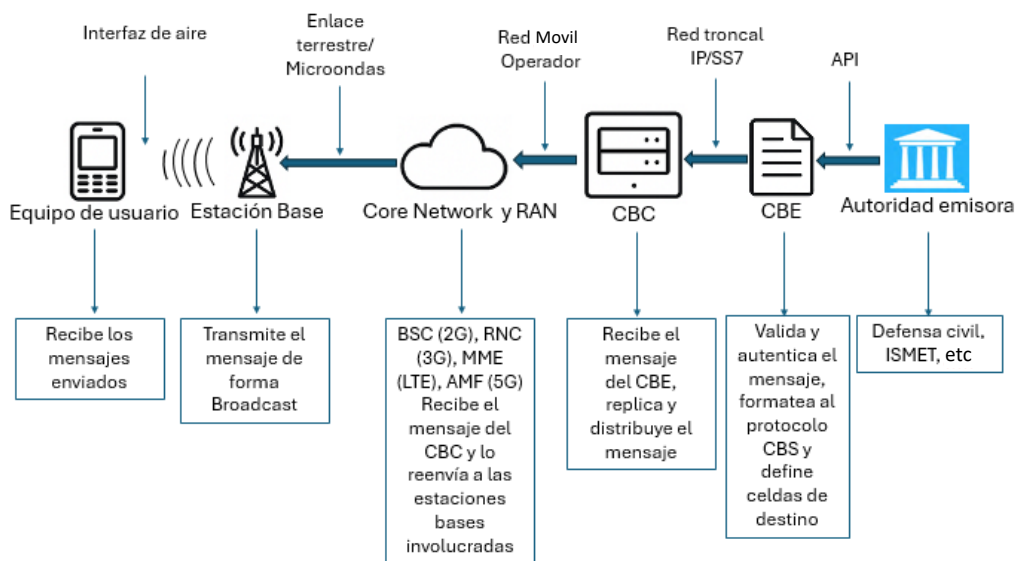 Interfaz de aire
Enlace
terrestre/
Microondas
Red Movil
Operador
Red troncal
IP/SS7
API
Equipo de usuario
Estación Base
Core Network y RAN
CBC
CBE
Autoridad emisora
Recibe los
mensajes
enviados
Transmite el
mensaje de
forma
Broadcast
BSC (2G), RNC
(3G), MME
(LTE), AMF (5G)
Recibe el
mensaje del
CBC y lo
reenvía a las
estaciones
bases
involucradas
Recibe el
mensaje
del CBE,
replica y
distribuye el
mensaje
Valida y
autentica el
mensaje,
formatea al
protocolo
CBS y
define
celdas de
destino
Defensa civil,
ISMET, etc